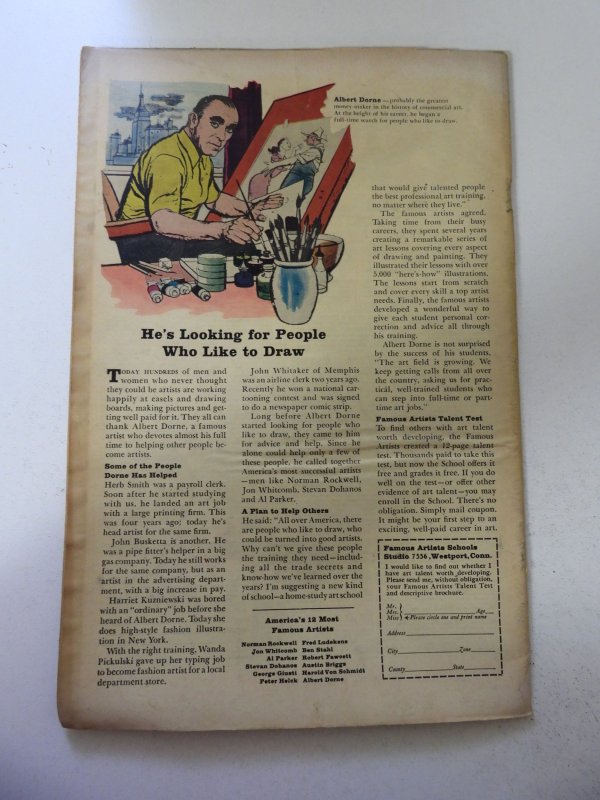 Albert Dorne — probably the greatest
money-maker in the history of commercial art.
At the height of his career, he began a
full-time search for people who like to draw.
He's Looking for People
Who Like to Draw
TODAY HUNDREDS of men and
women who never thought
they could be artists are working
happily at easels and drawing
boards, making pictures and get-
ting well paid for it. They all can
thank Albert Dorne, a famous
artist who devotes almost his full
time to helping other people be-
come artists.
Some of the People
Dorne Has Helped
Herb Smith was a payroll clerk.
Soon after he started studying
with us, he landed an art job
with a large printing firm. This
was four years ago: today he's
head artist for the same firm.
John Busketta is another. He
was a pipe fitter's helper in a big
gas company. Today he still works
for the same company, but as an
artist in the advertising depart-
ment, with a big increase in pay.
Harriet Kuzniewski was bored
with an "ordinary" job before she
heard of Albert Dorne. Today she
does high-style fashion illustra-
tion in New York.
With the right training, Wanda
Pickulski gave up her typing job
to become fashion artist for a local
department store.
John Whitaker of Memphis
was an airline clerk two years ago.
Recently he won a national car-
tooning contest and was signed
to do a newspaper comic strip.
Long before Albert Dorne
started looking for people who
like to draw, they came to him
for advice and help. Since he
alone could help only a few of
these people, he called together
America's most successful artists
—men like Norman Rockwell,
Jon Whitcomb, Stevan Dohanos
and Al Parker.
A Plan to Help Others
He said: "All over America, there
are people who like to draw, who
could be turned into good artists.
Why can't we give these people
the training they need—includ-
ing all the trade secrets and
know-how we've learned over the
years? I'm suggesting a new kind
of school—a home-study art school
America's 12 Most
Famous Artists
Norman Rockwell Fred Ludekens
Jon Whitcomb Ben Stahl
Al Parker Robert Fawcett
Stevan Dohanos Austin Briggs
George Giusti Harold Von Schmidt
Peter Helck Albert Dorne
that would give talented people
the best professional art training,
no matter where they live."
The famous artists agreed.
Taking time from their busy
careers, they spent several years
creating a remarkable series of
art lessons covering every aspect
of drawing and painting. They
illustrated their lessons with over
5,000 "here's-how" illustrations.
The lessons start from scratch
and cover every skill a top artist
needs. Finally, the famous artists
developed a wonderful way to
give each student personal cor-
rection and advice all through
his training.
Albert Dorne is not surprised
by the success of his students.
"The art field is growing. We
keep getting calls from all over
the country, asking us for prac-
tical, well-trained students who
can step into full-time or part-
time art jobs."
Famous Artists Talent Test
To find others with art talent
worth developing, the Famous
Artists created a 12-page talent
test. Thousands paid to take this
test, but now the School offers it
free and grades it free. If you do
well on the test—or offer other
evidence of art talent—you may
enroll in the School. There's no
obligation. Simply mail coupon.
It might be your first step to an
exciting, well-paid career in art.
Famous Artists Schools
Studio 7556, Westport, Conn.
I would like to find out whether I
have art talent worth developing.
Please send me, without obligation,
your Famous Artists Talent Test
and descriptive brochure.
Mr.
Mrs. Age
Miss Please circle one and print name
Address
City Zone
County State